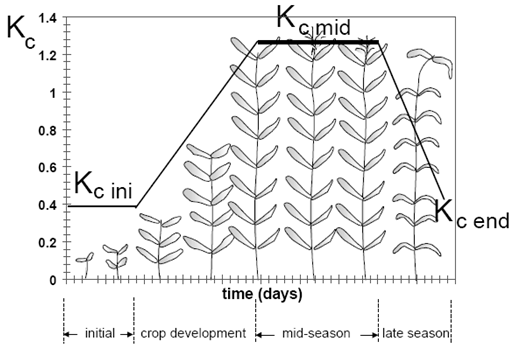 Kc
1.4
1.2
1
0.8
0.6
0.4
0.2
0
Kc mid
Kc ini
Kc end
time (days)
initial
crop development
mid-season
late season